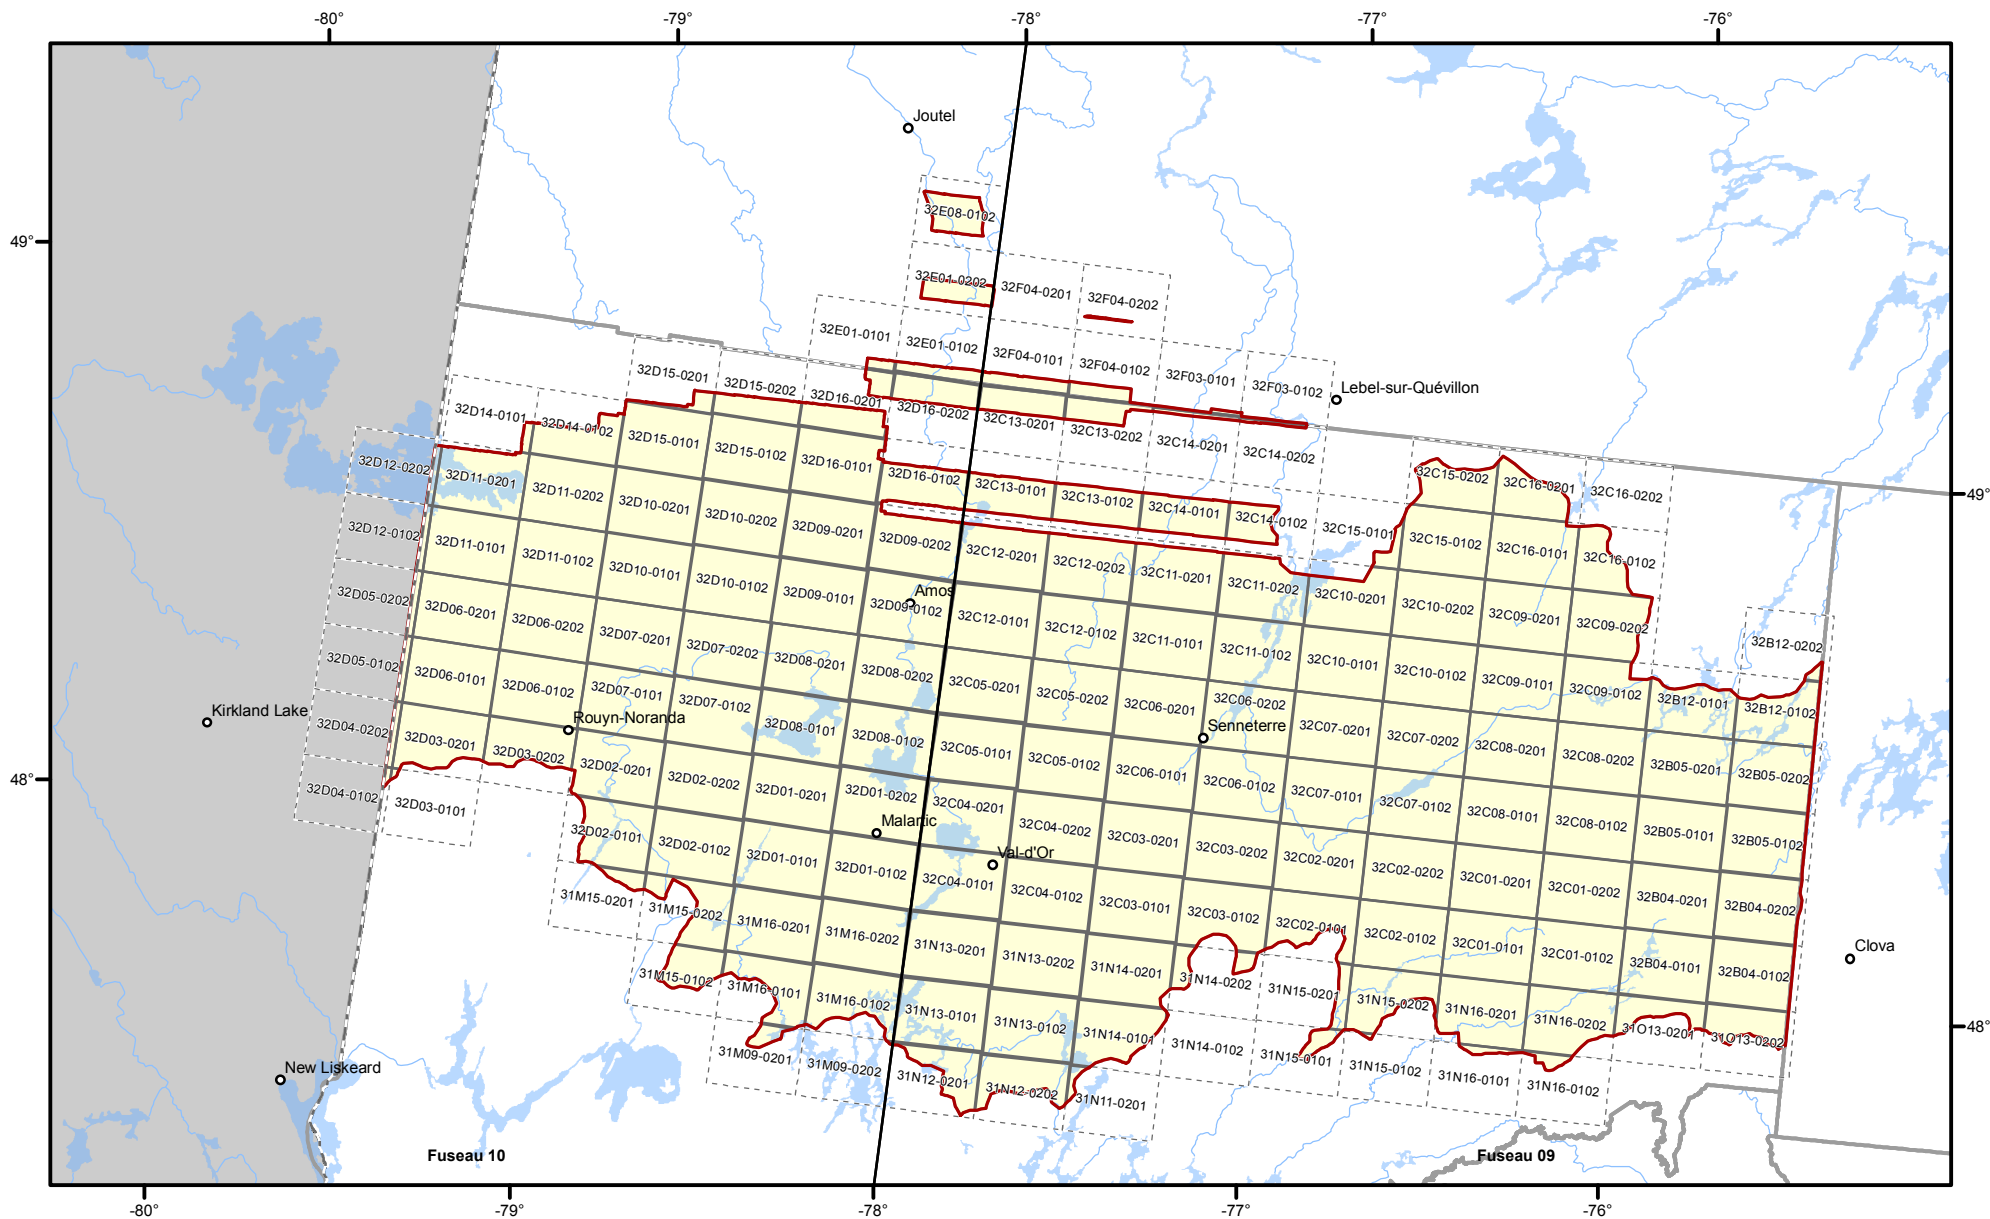 -80° -79° -78° -77° -76°
Joutel
32E08-0102
49°
32E01-0202 32F04-0201 32F04-0202
32E01-0101 32E01-0102 32F04-0101 32F04-0102 32F03-0101 32F03-0102
Lebel-sur-Quévillon
32D15-0201 32D15-0202 32D16-0201 32D16-0202 32C13-0201 32C13-0202 32C14-0201 32C14-0202
32C15-0202 32C16-0201 32C16-0202
49°
32D14-0101 32D14-0102 32D15-0101 32D15-0102 32D16-0101 32D16-0102 32C13-0101 32C13-0102 32C14-0101 32C14-0102 32C15-0101 32C15-0102 32C16-0101 32C16-0102
32D12-0202 32D11-0201 32D11-0202 32D10-0201 32D10-0202 32D09-0201 32D09-0202 32C12-0201 32C12-0202 32C11-0201 32C11-0202 32C10-0201 32C10-0202 32C09-0201 32C09-0202 32B12-0202
Amos
32D12-0102 32D11-0101 32D11-0102 32D10-0101 32D10-0102 32D09-0101 32D09-0102 32C12-0101 32C12-0102 32C11-0101 32C11-0102 32C10-0101 32C10-0102 32C09-0101 32C09-0102 32B12-0101 32B12-0102
32D05-0202 32D06-0201 32D06-0202 32D07-0201 32D07-0202 32D08-0201 32D08-0202 32C05-0201 32C05-0202 32C06-0201 32C06-0202 32C07-0201 32C07-0202 32C08-0201 32C08-0202 32B05-0201 32B05-0202
Kirkland Lake
Rouyn-Noranda
Senneterre
32D05-0102 32D06-0101 32D06-0102 32D07-0101 32D07-0102 32D08-0101 32D08-0102 32C05-0101 32C05-0102 32C06-0101 32C06-0102 32C07-0101 32C07-0102 32C08-0101 32C08-0102 32B05-0101 32B05-0102
48°
32D04-0202 32D03-0201 32D03-0202 32D02-0201 32D02-0202 32D01-0201 32D01-0202 32C04-0201 32C04-0202 32C03-0201 32C03-0202 32C02-0201 32C02-0202 32C01-0201 32C01-0202 32B04-0201 32B04-0202
Malartic
Val-d'Or
32D04-0102 32D03-0101 32D02-0101 32D02-0102 32D01-0101 32D01-0102 32C04-0101 32C04-0102 32C03-0101 32C03-0102 32C02-0101 32C02-0102 32C01-0101 32C01-0102 32B04-0101 32B04-0102
Clova
31M15-0201 31M15-0202 31M16-0201 31M16-0202 31N13-0201 31N13-0202 31N14-0201 31N14-0202 31N15-0201 31N15-0202 31N16-0201 31N16-0202 31O13-0201 31O13-0202
48°
31M15-0102 31M16-0101 31M16-0102 31N13-0101 31N13-0102 31N14-0101 31N14-0102 31N15-0101 31N15-0102 31N16-0101 31N16-0102
New Liskeard
31M09-0201 31M09-0202 31N12-0201 31N12-0202 31N11-0201
Fuseau 10 Fuseau 09
-80° -79° -78° -77° -76°